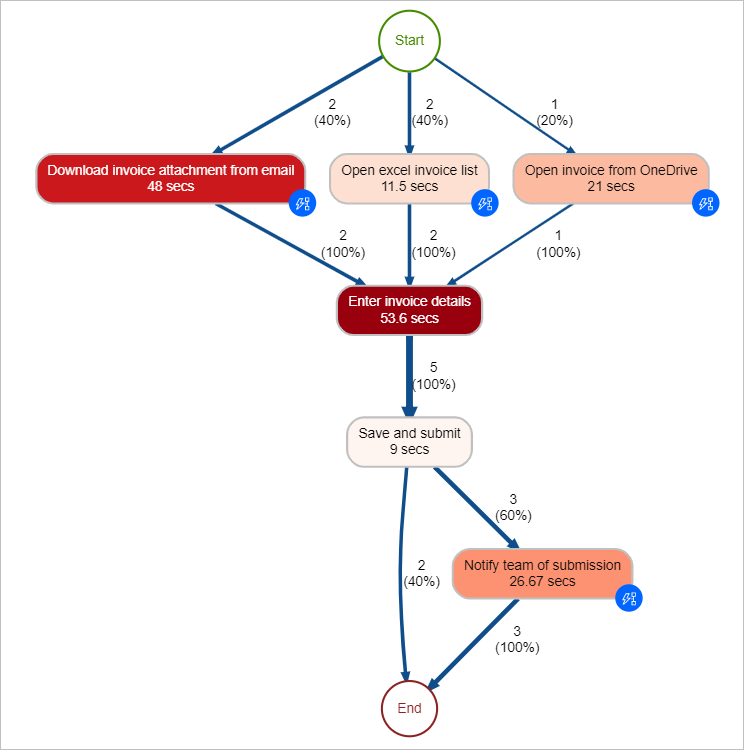 Start
2
(40%)
2
(40%)
1
(20%)
Download invoice attachment from email
48 secs
Open excel invoice list
11.5 secs
Open invoice from OneDrive
21 secs
2
(100%)
2
(100%)
1
(100%)
Enter invoice details
53.6 secs
5
(100%)
Save and submit
9 secs
3
(60%)
2
(40%)
Notify team of submission
26.67 secs
3
(100%)
End